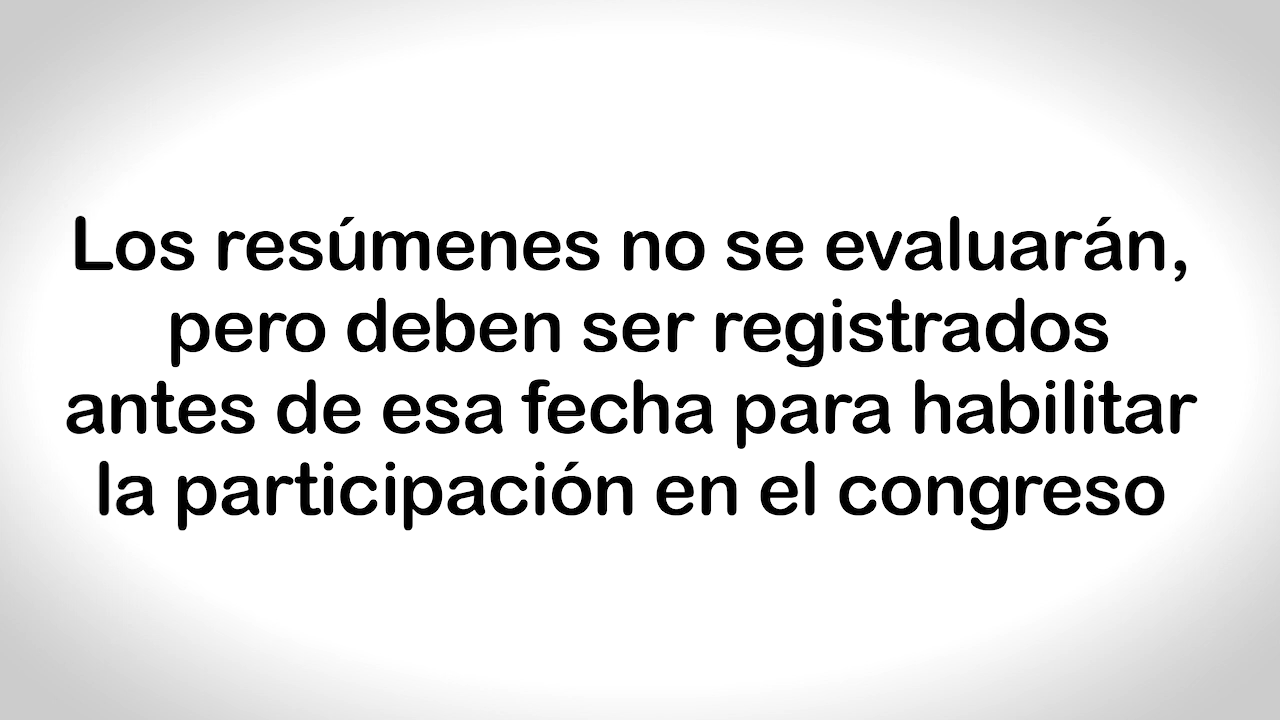 Los resúmenes no se evaluarán,
pero deben ser registrados
antes de esa fecha para habilitar
la participación en el congreso